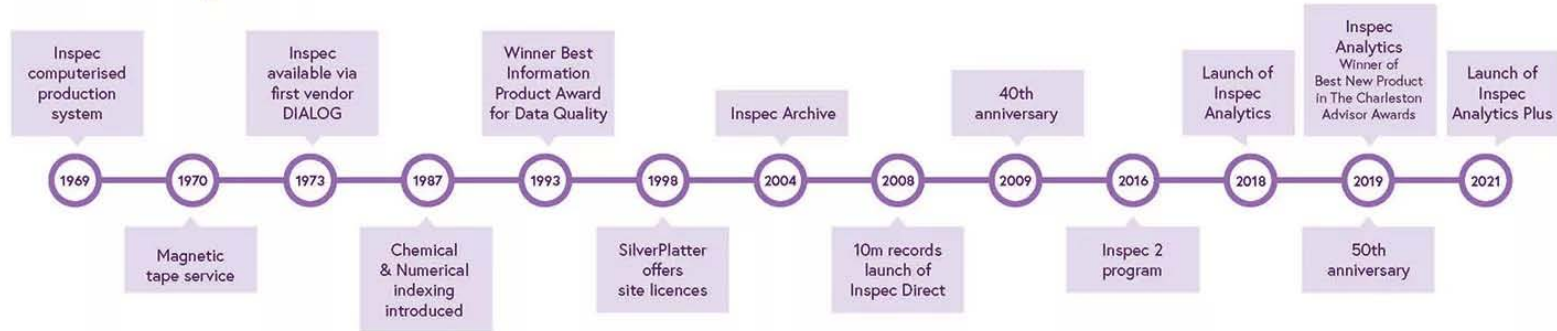 Inspec
computerised
production
system
Inspec
available via
first vendor
DIALOG
Winner Best
Information
Product Award
for Data Quality
Inspec Archive
40th
anniversary
Launch of
Inspec
Analytics
Inspec
Analytics
Winner of
Best New Product
in The Charleston
Advisor Awards
Launch of
Inspec
Analytics Plus
1969
1970
1973
1987
1993
1998
2004
2008
2009
2016
2018
2019
2021
Magnetic
tape service
Chemical
& Numerical
indexing
introduced
SilverPlatter
offers
site licences
10m records
launch of
Inspec Direct
Inspec 2
program
50th
anniversary